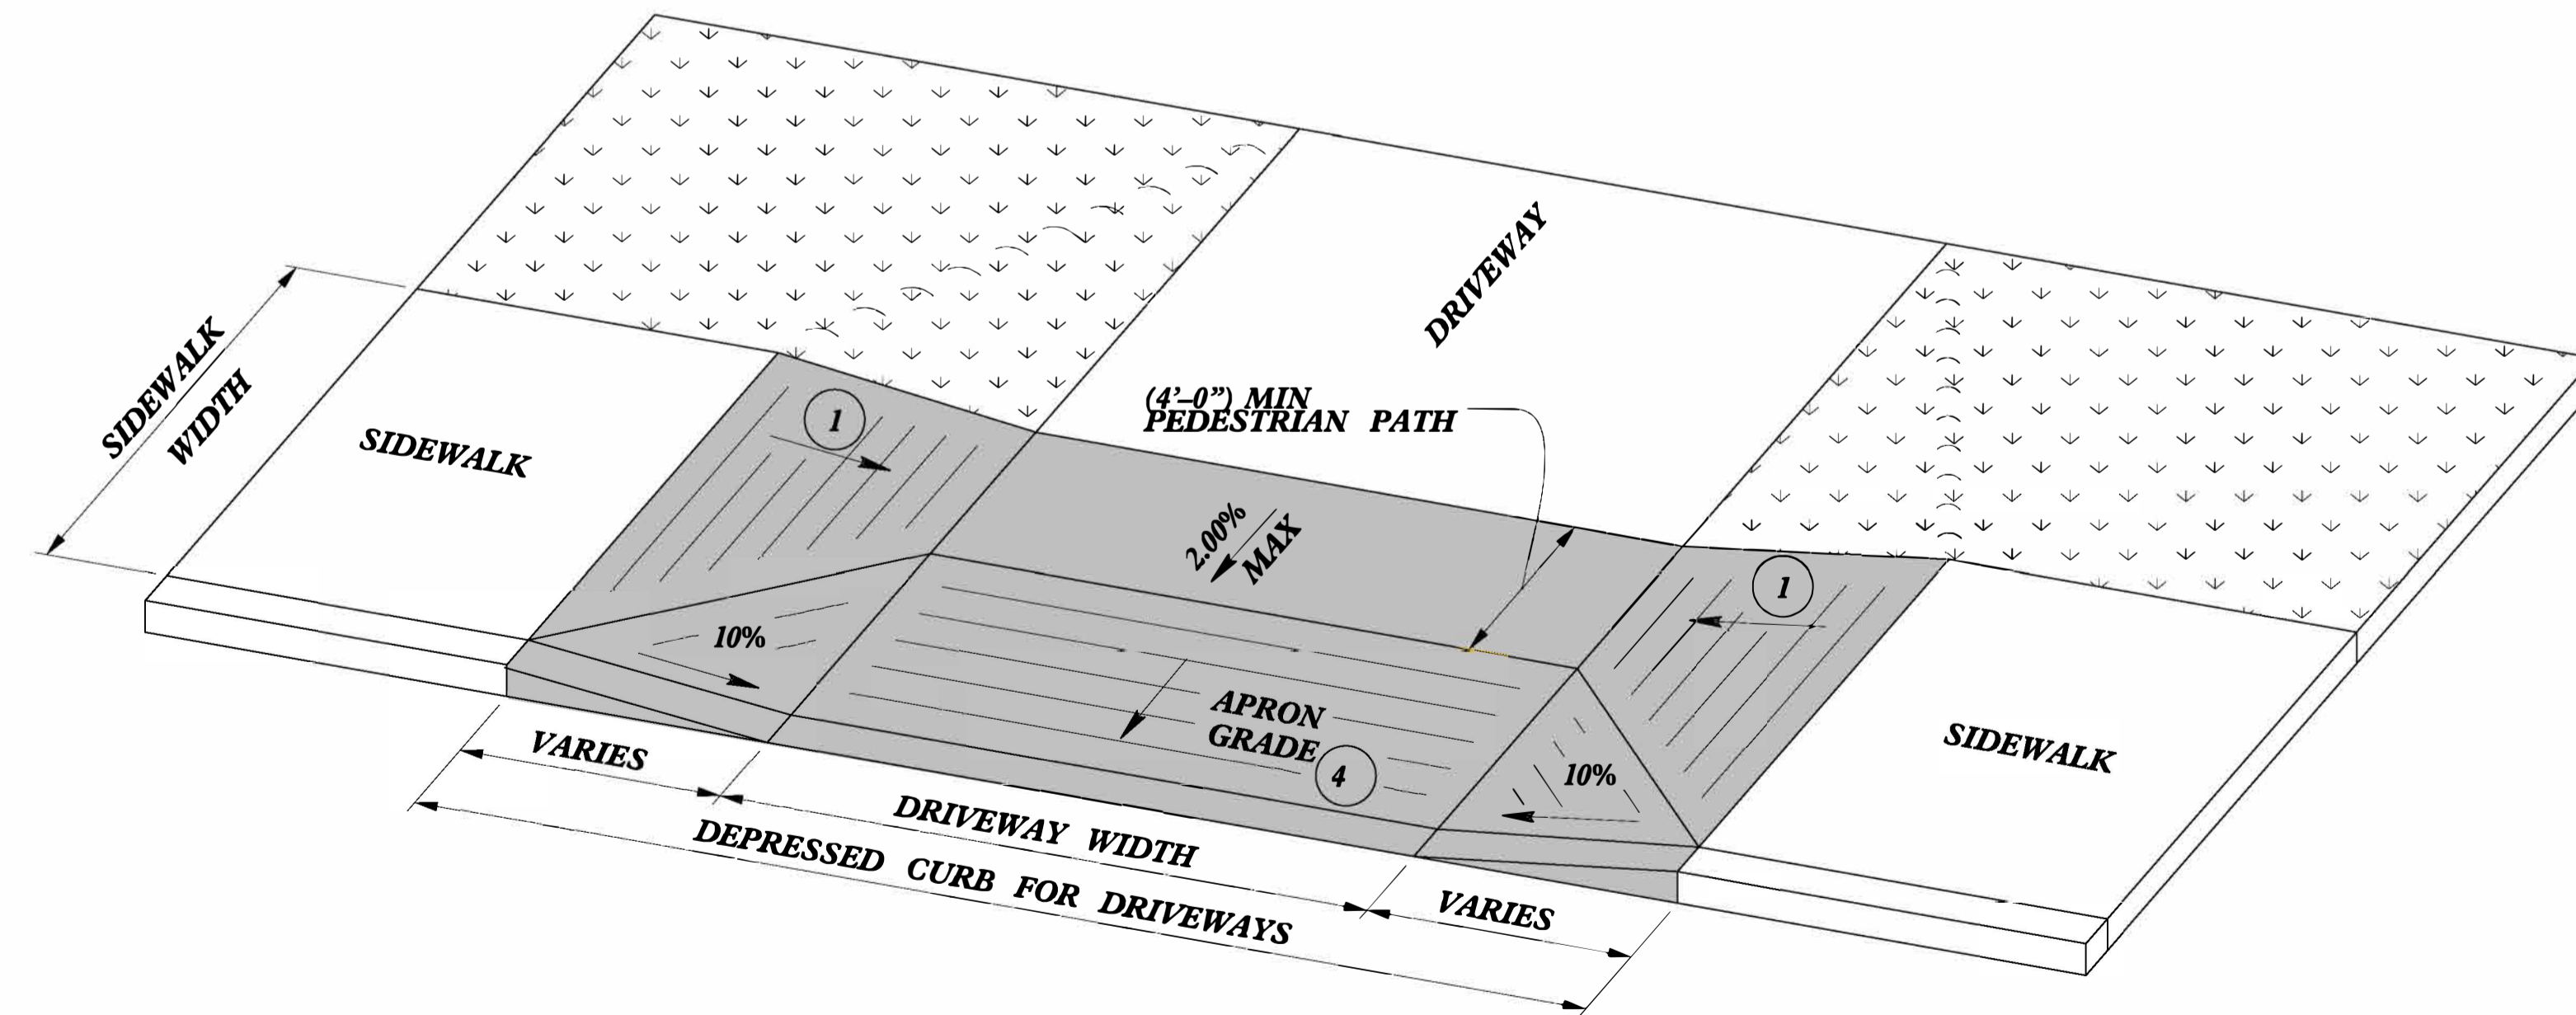 DRIVEWAY
SIDEWALK
WIDTH
(4'–0") MIN
PEDESTRIAN PATH
1
SIDEWALK
2.00%
MAX
1
10%
APRON
GRADE
4
10%
SIDEWALK
VARIES
DRIVEWAY WIDTH
VARIES
DEPRESSED CURB FOR DRIVEWAYS